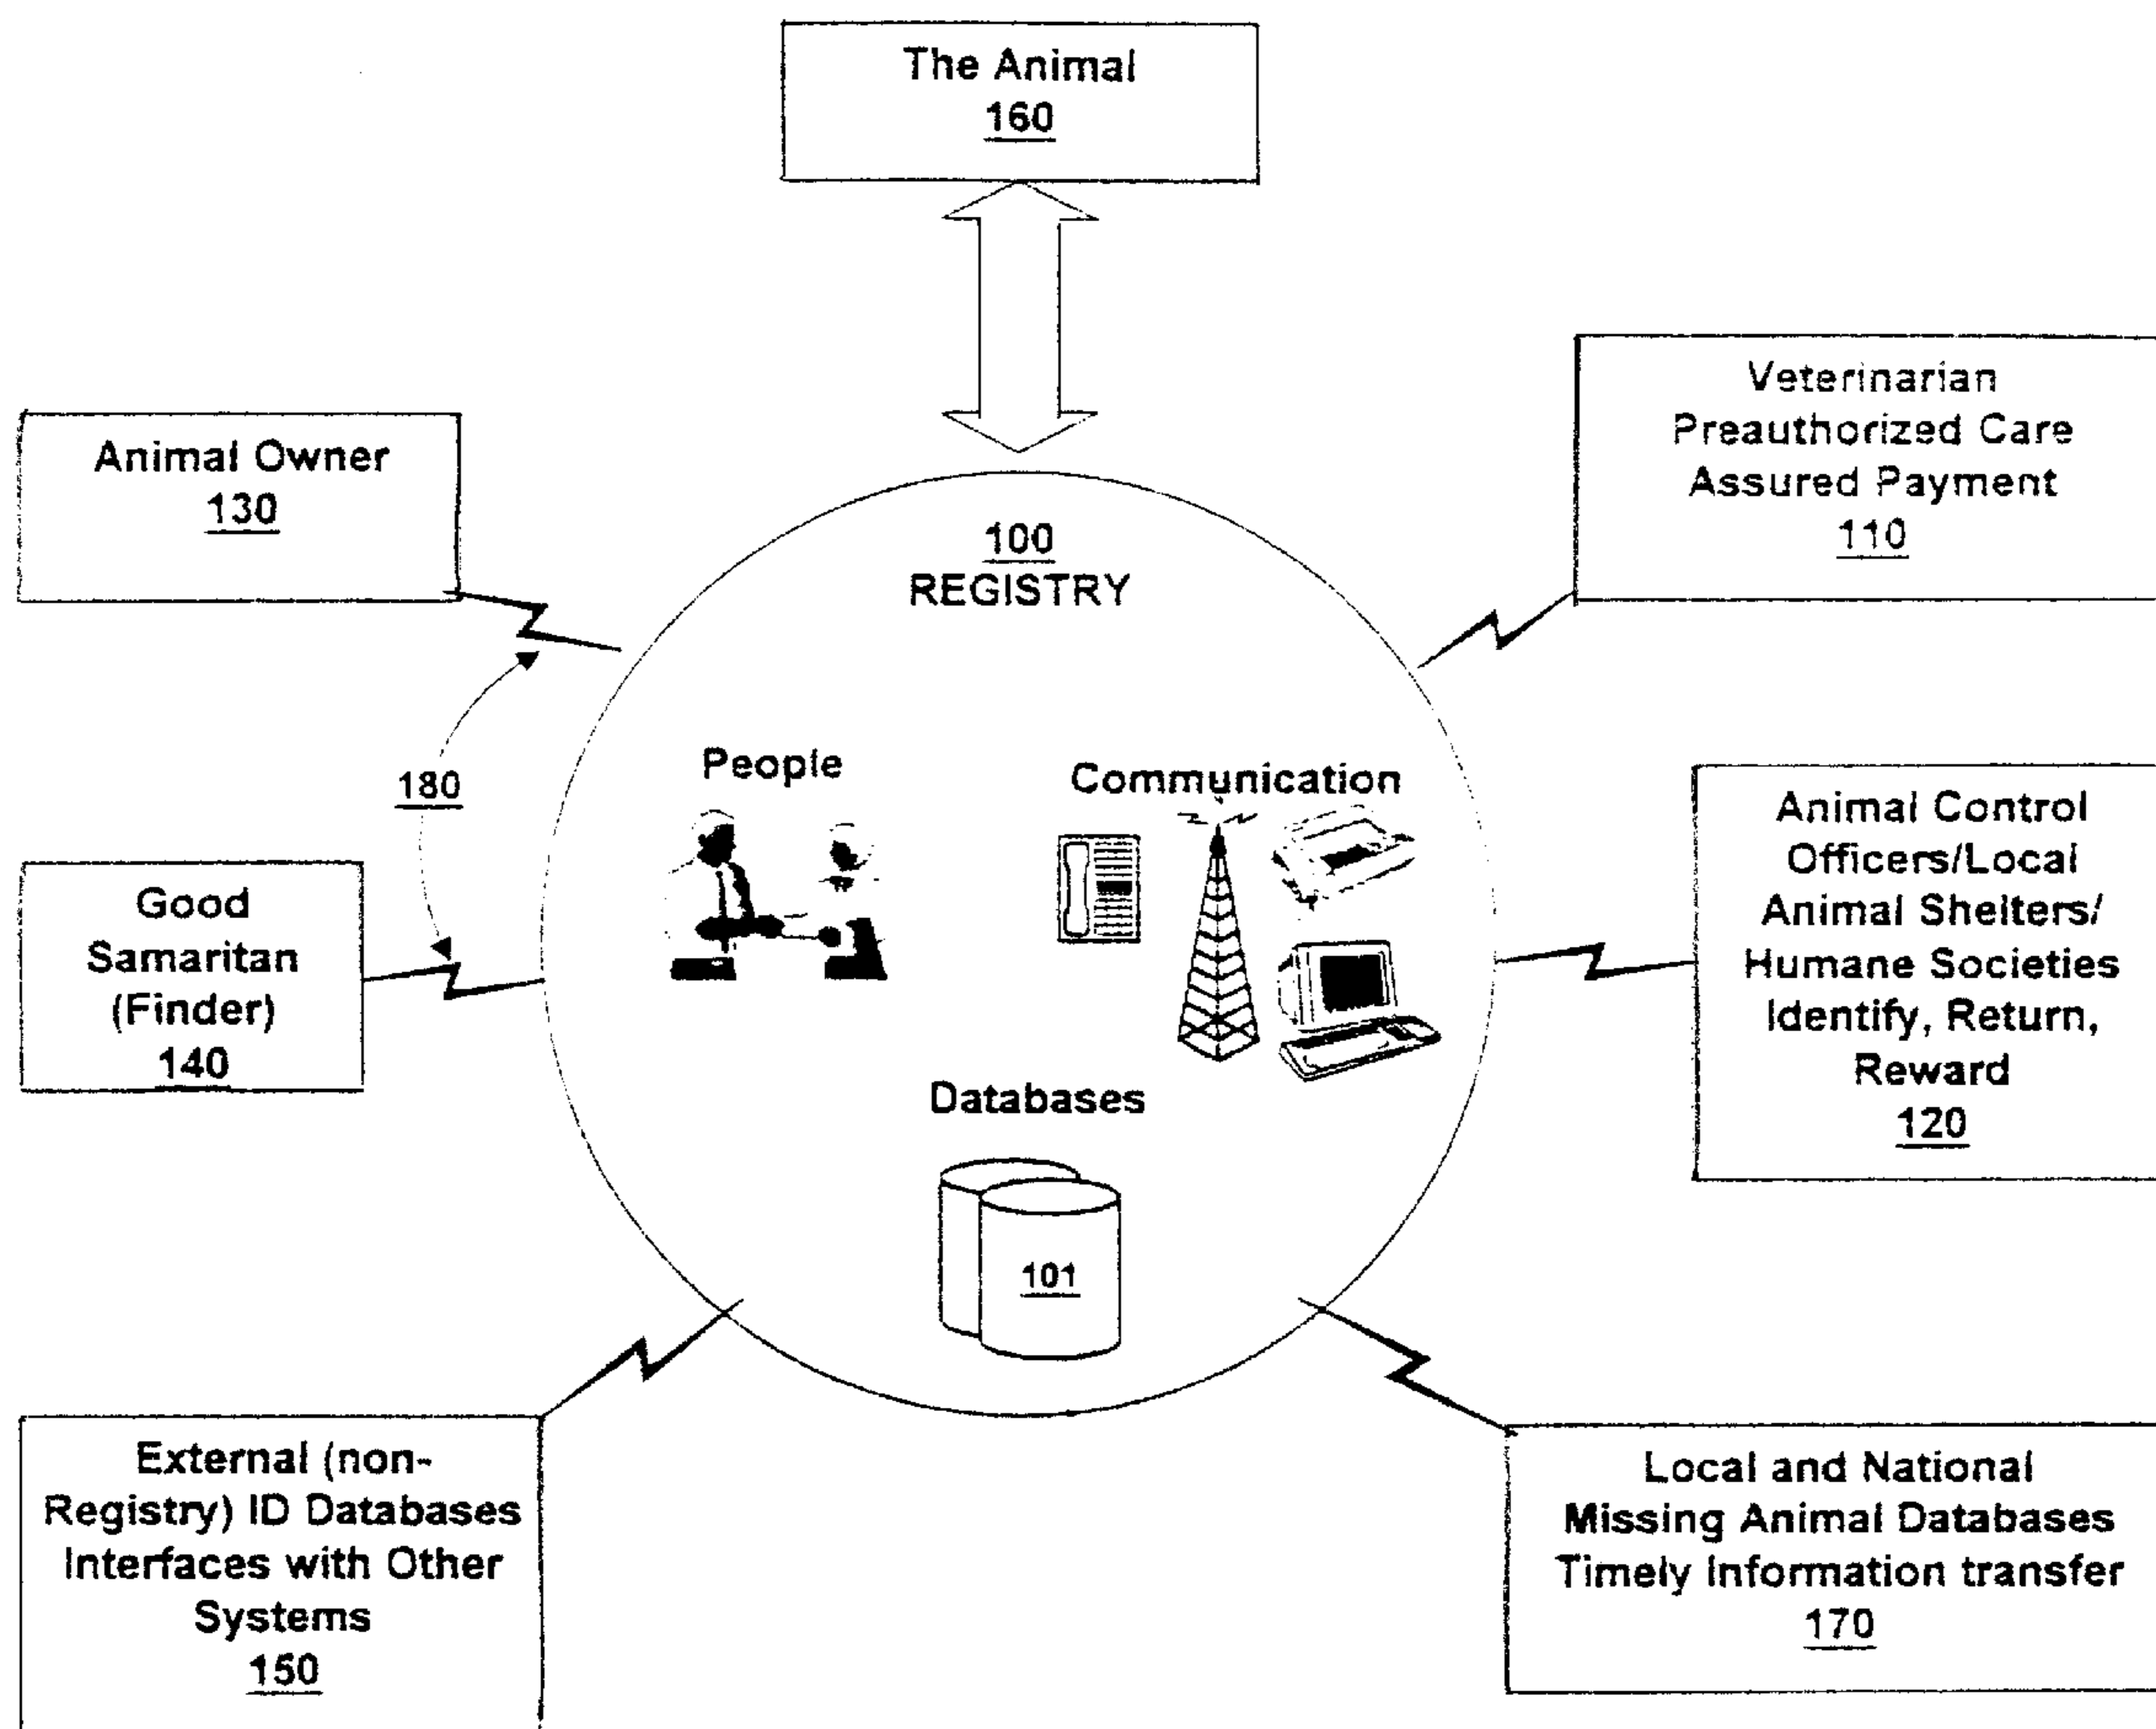 The Animal
160
Animal Owner
130
Veterinarian
Preauthorized Care
Assured Payment
110
100
REGISTRY
People
Communication
180
Good
Samaritan
(Finder)
140
Animal Control
Officers/Local
Animal Shelters/
Humane Societies
Identify, Return,
Reward
120
Databases
101
External (non-
Registry) ID Databases
Interfaces with Other
Systems
150
Local and National
Missing Animal Databases
Timely Information transfer
170